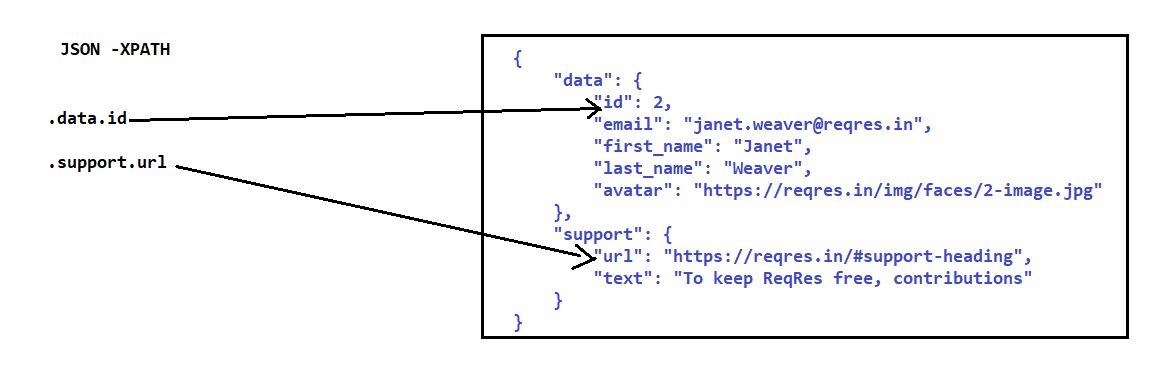 JSON -XPATH
.data.id
.support.url
{
    "data": {
        "id": 2,
        "email": "janet.weaver@reqres.in",
        "first_name": "Janet",
        "last_name": "Weaver",
        "avatar": "https://reqres.in/img/faces/2-image.jpg"
    },
    "support": {
        "url": "https://reqres.in/#support-heading",
        "text": "To keep ReqRes free, contributions"
    }
}